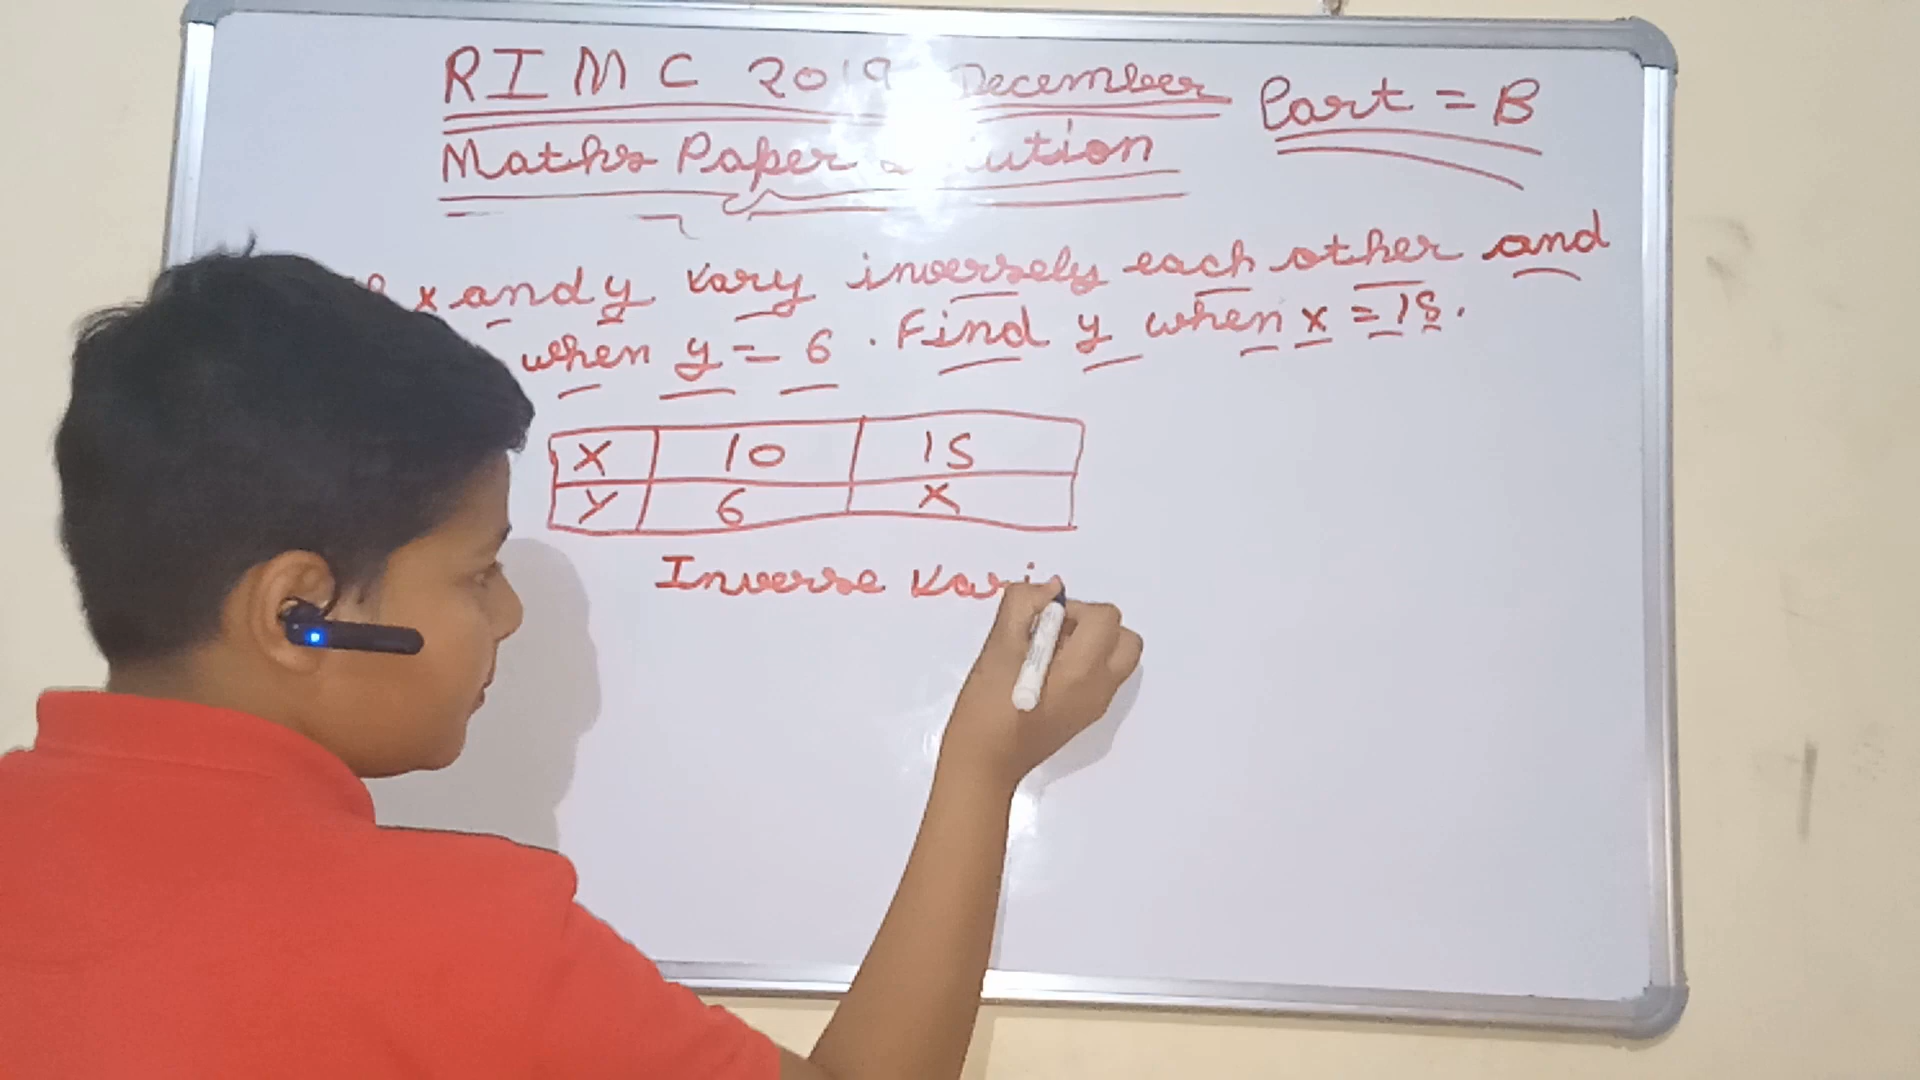 RIMC 2019 December
Part = B
Maths Paper
x and y vary inversely each other and
when y = 6 . Find y when x = 15 .
X 10 15
Y 6 X
Inverse Vari